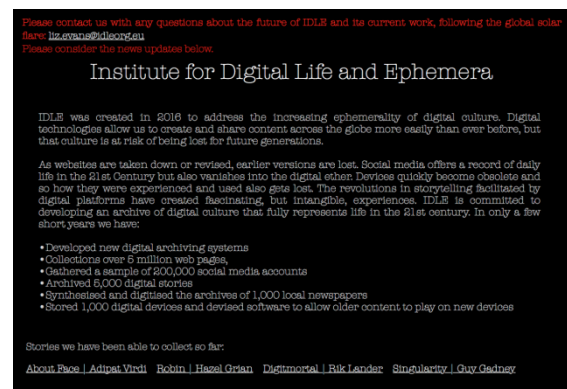 Please contact us with any questions about the future of IDLE and its current work, following the global solar
flare: liz.evans@idleorg.eu
Please consider the news updates below.
Institute for Digital Life and Ephemera
IDLE was created in 2016 to address the increasing ephemerality of digital culture. Digital
technologies allow us to create and share content across the globe more easily than ever before, but
that culture is at risk of being lost for future generations.
As websites are taken down or revised, earlier versions are lost. Social media offers a record of daily
life in the 21st Century but also vanishes into the digital ether. Devices quickly become obsolete and
so how they were experienced and used also gets lost. The revolutions in storytelling facilitated by
digital platforms have created fascinating, but intangible, experiences. IDLE is committed to
developing an archive of digital culture that fully represents life in the 21st century. In only a few
short years we have:
•Developed new digital archiving systems
•Collections over 5 million web pages,
•Gathered a sample of 200,000 social media accounts
•Archived 5,000 digital stories
•Synthesised and digitised the archives of 1,000 local newspapers
•Stored 1,000 digital devices and devised software to allow older content to play on new devices
Stories we have been able to collect so far:
About Face | Adipat Virdi Robin | Hazel Grian Digitmortal | Rik Lander Singularity | Guy Gadney